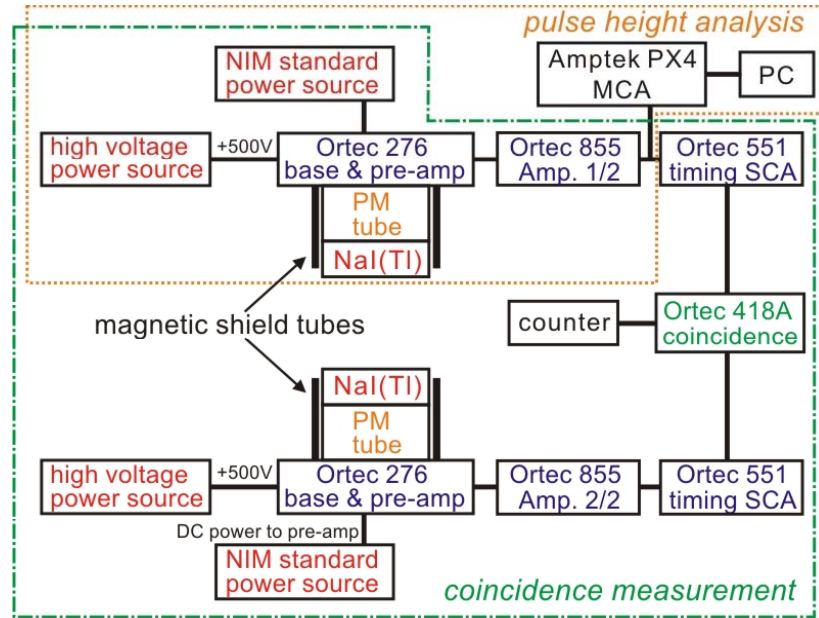 pulse height analysis
NIM standard
power source
Amptek PX4
MCA
PC
high voltage
power source
+500V
Ortec 276
base & pre-amp
Ortec 855
Amp. 1/2
Ortec 551
timing SCA
PM
tube
NaI(Tl)
magnetic shield tubes
counter
Ortec 418A
coincidence
NaI(Tl)
PM
tube
high voltage
power source
+500V
Ortec 276
base & pre-amp
Ortec 855
Amp. 2/2
Ortec 551
timing SCA
DC power to pre-amp
NIM standard
power source
coincidence measurement